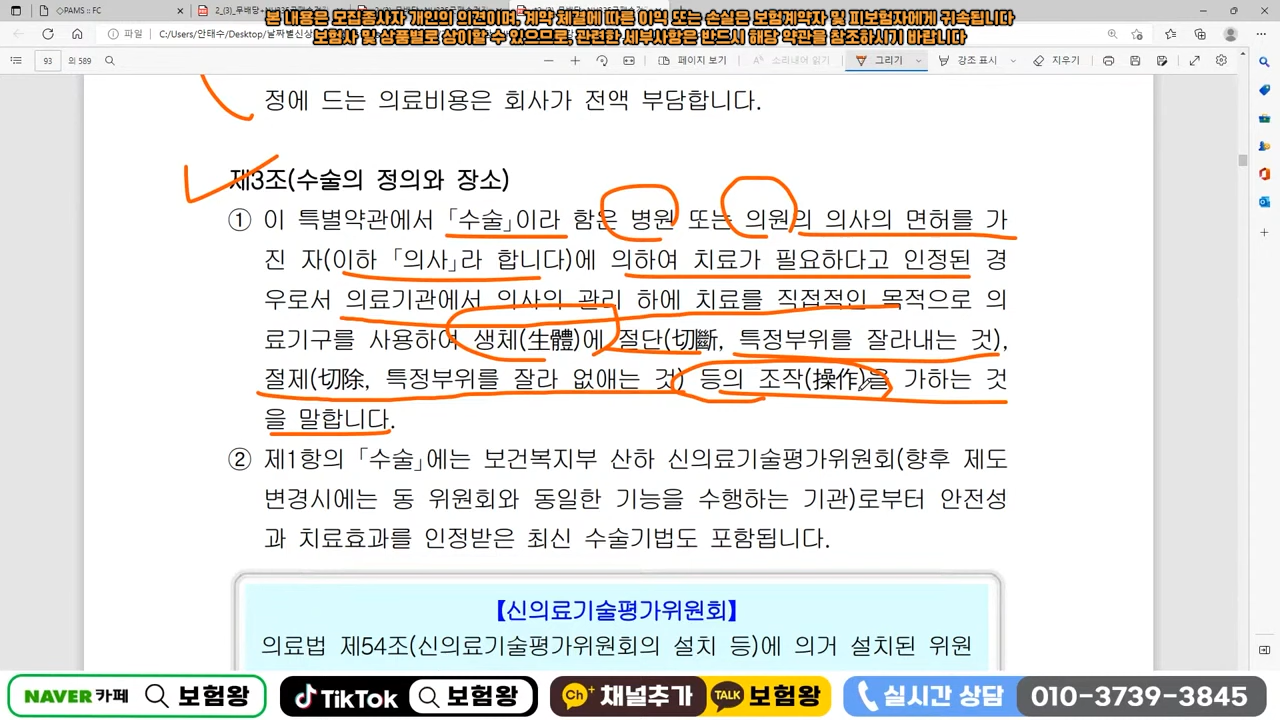 본 내용은 모집종사자 개인의 의견이며, 계약 체결에 따른 이익 또는 손실은 보험계약자 및 피보험자에게 귀속됩니다
보험사 및 상품별로 상이할 수 있으므로, 관련한 세부사항은 반드시 해당 약관을 참조하시기 바랍니다
◇PAMS :: FC
파일
C:/Users/안태수/Desktop/날짜별신상
93 의 589
페이지 보기
소리내어 읽기
그리기
강조 표시
지우기
정에 드는 의료비용은 회사가 전액 부담합니다.
제3조(수술의 정의와 장소)
① 이 특별약관에서 「수술」이라 함은 병원 또는 의원의 의사의 면허를 가
진 자(이하 「의사」라 합니다)에 의하여 치료가 필요하다고 인정된 경
우로서 의료기관에서 의사의 관리 하에 치료를 직접적인 목적으로 의
료기구를 사용하여 생체(生體)에 절단(切斷, 특정부위를 잘라내는 것),
절제(切除, 특정부위를 잘라 없애는 것) 등의 조작(操作)을 가하는 것
을 말합니다.
② 제1항의 「수술」에는 보건복지부 산하 신의료기술평가위원회(향후 제도
변경시에는 동 위원회와 동일한 기능을 수행하는 기관)로부터 안전성
과 치료효과를 인정받은 최신 수술기법도 포함됩니다.
【신의료기술평가위원회】
의료법 제54조(신의료기술평가위원회의 설치 등)에 의거 설치된 위원
NAVER 카페 보험왕
TikTok 보험왕
Ch+ 채널추가 TALK 보험왕
실시간 상담 010-3739-3845